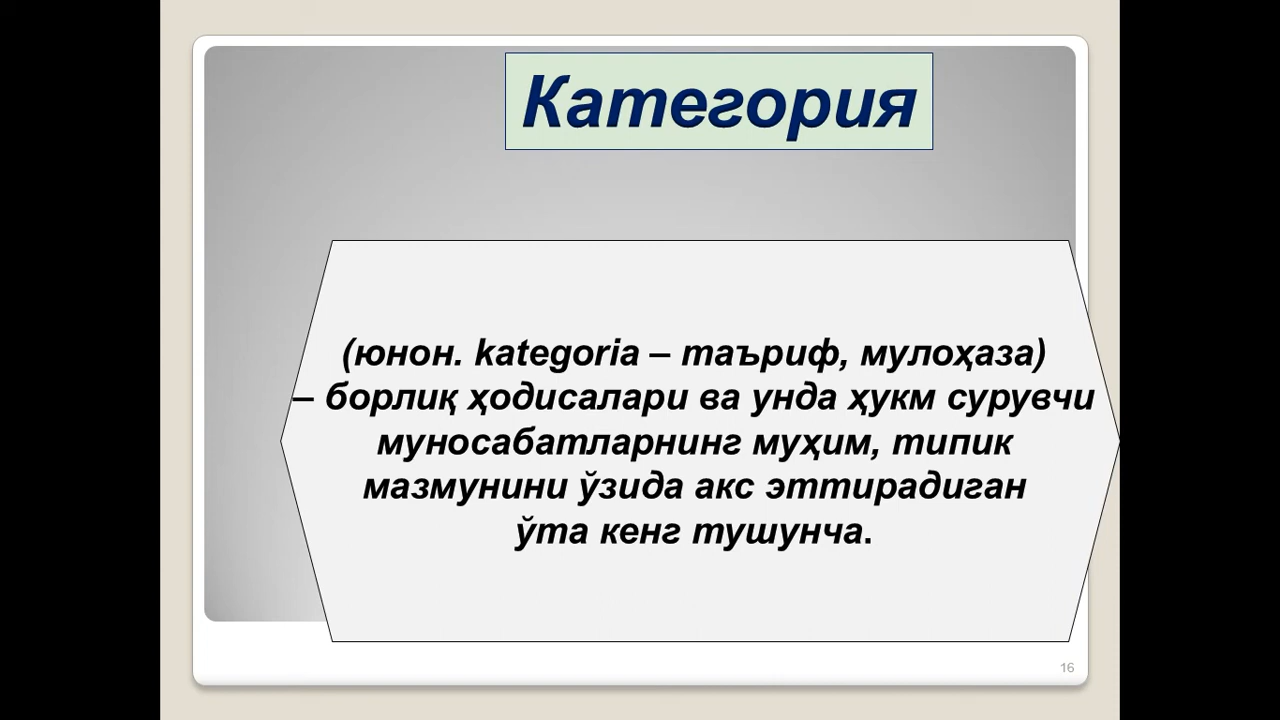 Категория
(юнон. kategoria – таъриф, мулоҳаза)
– борлиқ ҳодисалари ва унда ҳукм сурувчи
муносабатларнинг муҳим, типик
мазмунини ўзида акс эттирадиган
ўта кенг тушунча.
16